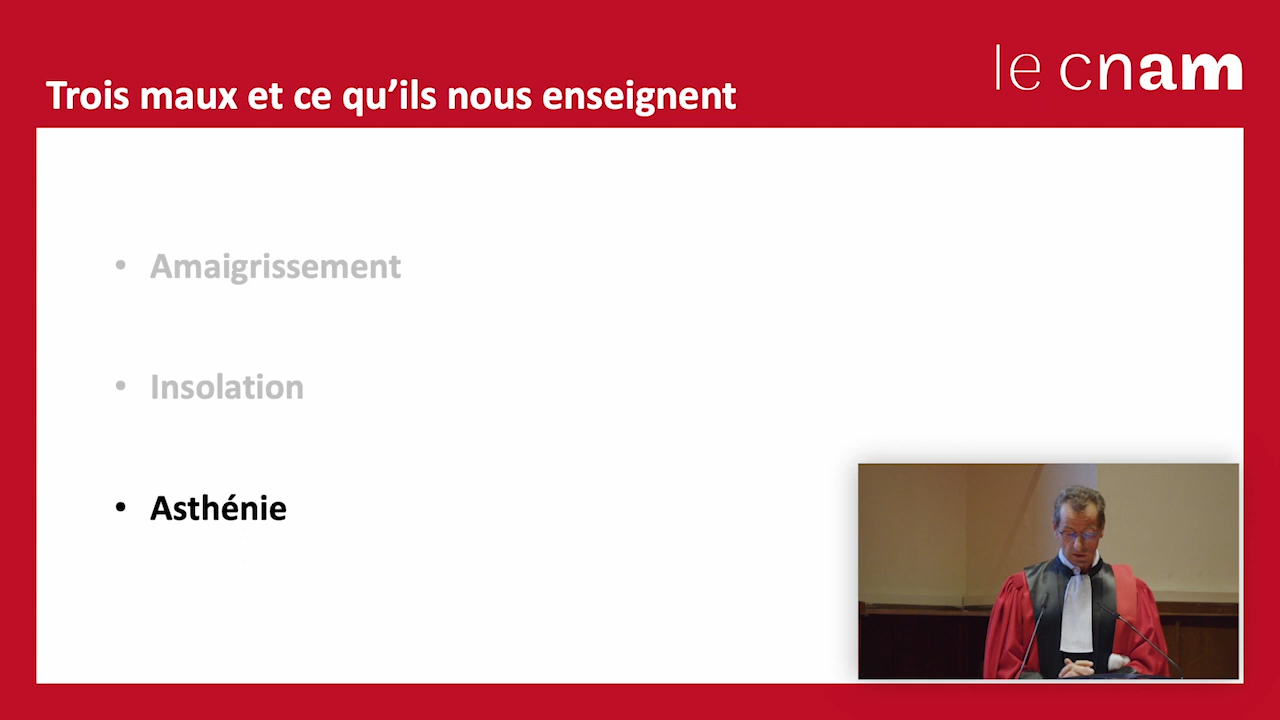 le cnam
Trois maux et ce qu’ils nous enseignent
• Amaigrissement
• Insolation
• Asthénie